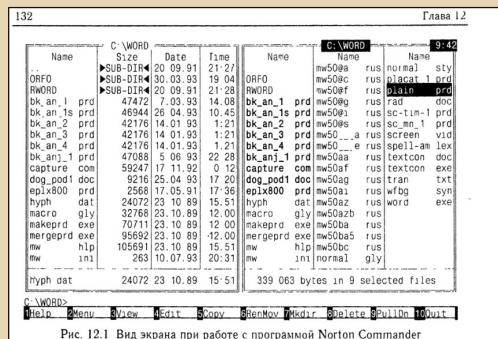 132 Глава 12
C:\WORD C:\WORD 9:42
Name Size Date Time Name Name Name
.. ►SUB-DIR◄ 20 09.91 21·27 mw50@a rus normal sty
ORFO ►SUB-DIR◄ 30.03.93 19 04 ORFO mw50@c rus placat_1 prd
RWORD ►SUB-DIR◄ 20 09.91 21·28 RWORD mw50@f rus plain prd
bk_an_1 prd 47472 7.03.93 14.08 bk_an_1 prd mw50@g rus rad doc
bk_an_1s prd 46944 26 04.93 10.45 bk_an_1s prd mw50@i rus sc-tim-1 prd
bk_an_2 prd 42176 14.01 93 1:21 bk_an_2 prd mw50@s rus sc_mn_1 prd
bk_an_3 prd 42176 14 01.93 1:21 bk_an_3 prd mw50__a rus screen vid
bk_an_4 prd 42176 14 01.93 1.21 bk_an_4 prd mw50__e rus spell-am lex
bk_anj_1 prd 47088 5 06 93 22 28 bk_anj_1 prd mw50aa rus textcon doc
capture com 59247 17 11.92 0 12 capture com mw50af rus textcon exe
dog_pod1 doc 9216 25.04 93 17 20 dog_pod1 doc mw50ag rus tran txt
eplx800 prd 2568 17.05.91 17·36 eplx800 prd mw50ai rus wfbg syn
hyph dat 24072 23 10.89 15.51 hyph dat mw50az rus word exe
macro gly 32768 23.10.89 12.00 macro gly mw50azb rus
makeprd exe 70711 23.10 89 12 00 makeprd exe mw50ba rus
mergeprd exe 95692 23 10 89 ·12.00 mergeprd exe mw50ba5 rus
mw hlp 105691 23.10 89 15.51 mw hlp mw50bc rus
mw ini 263 10.07.93 20:31 mw ini normal gly
Hyph dat 24072 23 10.89 15·51 339 063 bytes in 9 selected files
C:\WORD>
1Help 2Menu 3View 4Edit 5Copy 6RenMov 7Mkdir 8Delete 9PullDn 10Quit
Рис. 12.1 Вид экрана при работе с программой Norton Commander